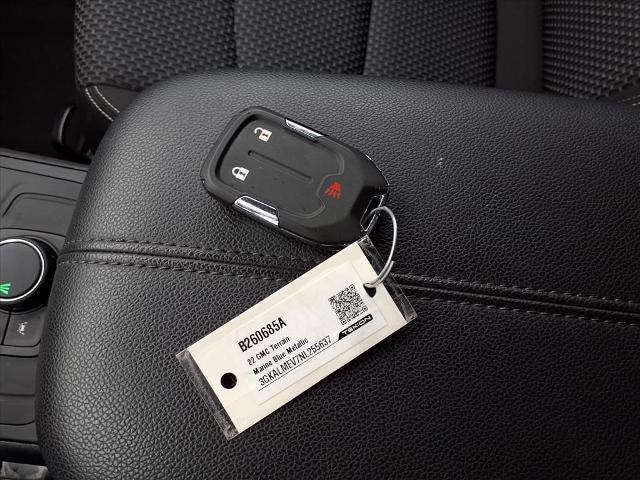 B260685A
22 GMC Terrain
Marine Blue Metallic
3GKALMEV7NL255637
TEKION